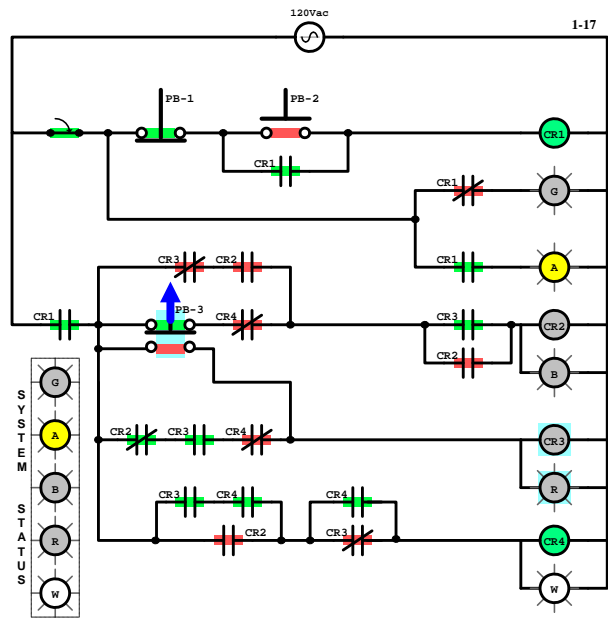 120Vac
1-17
PB-1
PB-2
CR1
CR1
CR1
G
CR1
A
CR3
CR2
CR1
PB-3
CR4
CR3
CR2
CR2
B
CR2
CR3
CR4
CR3
R
CR3
CR4
CR2
CR4
CR3
CR4
W
SYSTEM STATUS
G
A
B
R
W